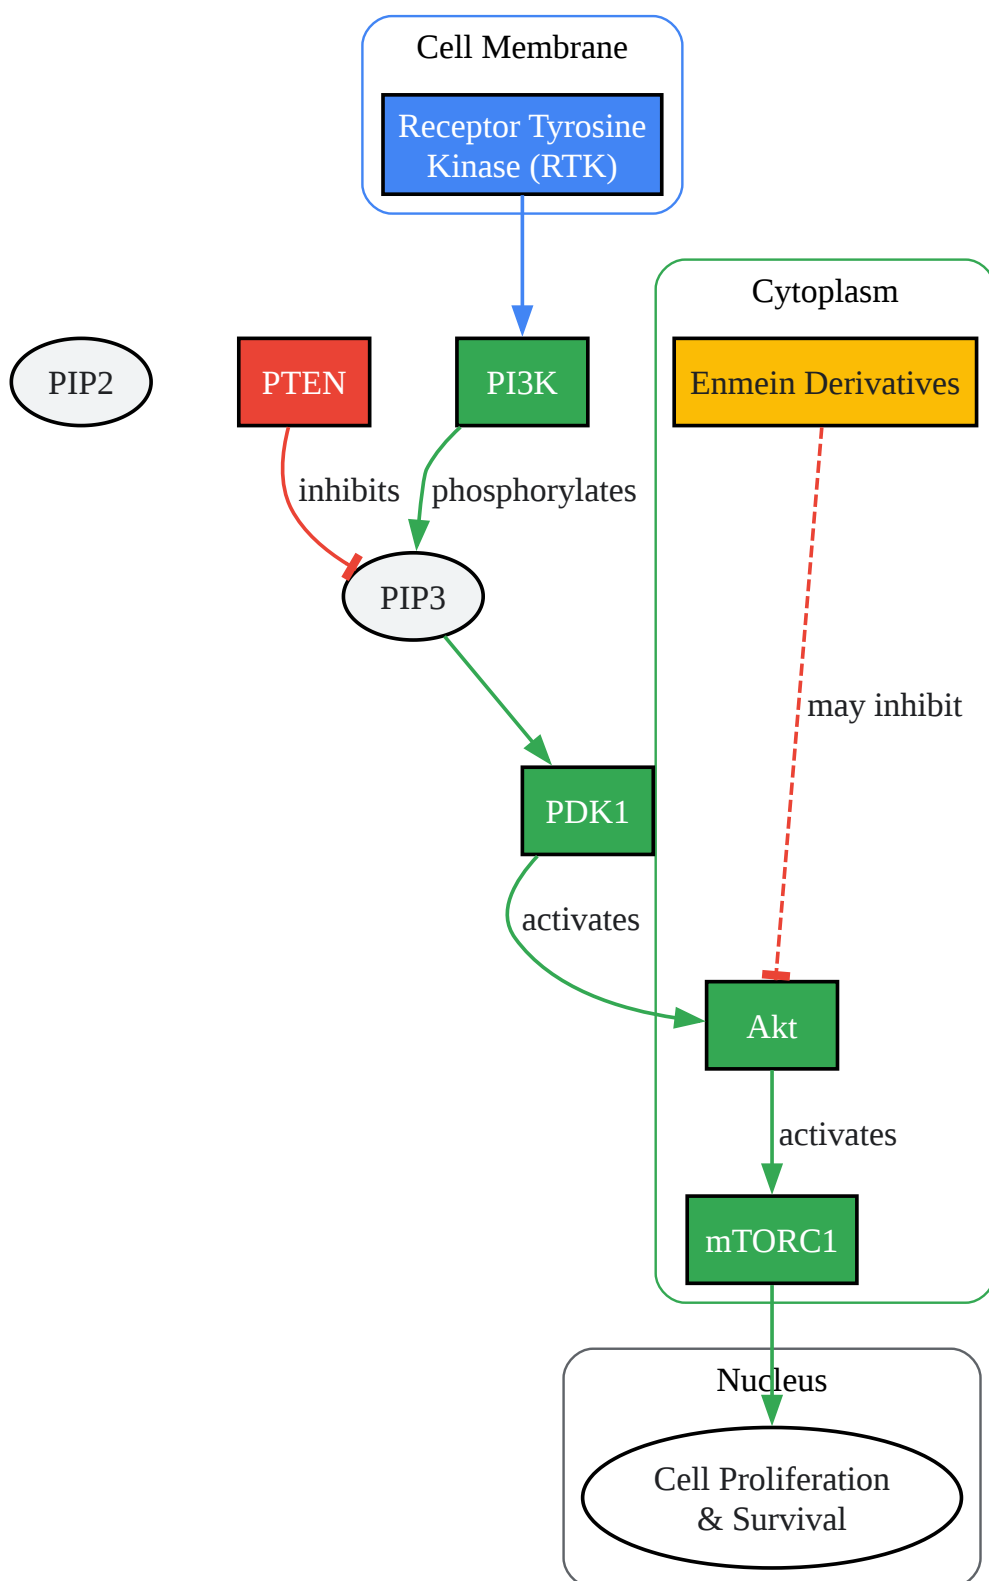 Cell Membrane
Receptor Tyrosine
Kinase (RTK)
Cytoplasm
PIP2
PTEN
PI3K
Enmein Derivatives
inhibits
phosphorylates
PIP3
may inhibit
PDK1
activates
Akt
activates
mTORC1
Nucleus
Cell Proliferation
& Survival